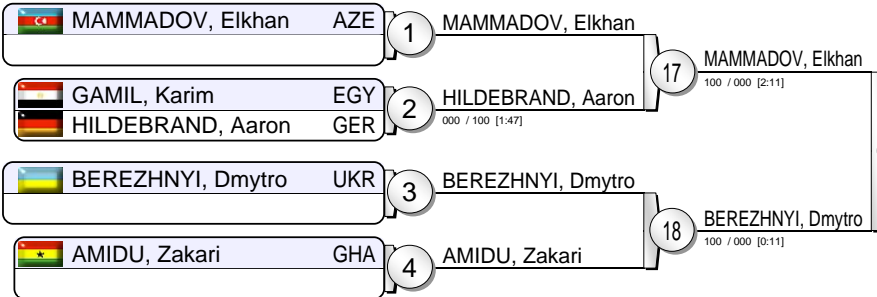 MAMMADOV, Elkhan AZE
1
MAMMADOV, Elkhan
17
MAMMADOV, Elkhan
100 / 000 [2:11]
GAMIL, Karim EGY
HILDEBRAND, Aaron GER
2
HILDEBRAND, Aaron
000 / 100 [1:47]
BEREZHNYI, Dmytro UKR
3
BEREZHNYI, Dmytro
18
BEREZHNYI, Dmytro
100 / 000 [0:11]
AMIDU, Zakari GHA
4
AMIDU, Zakari